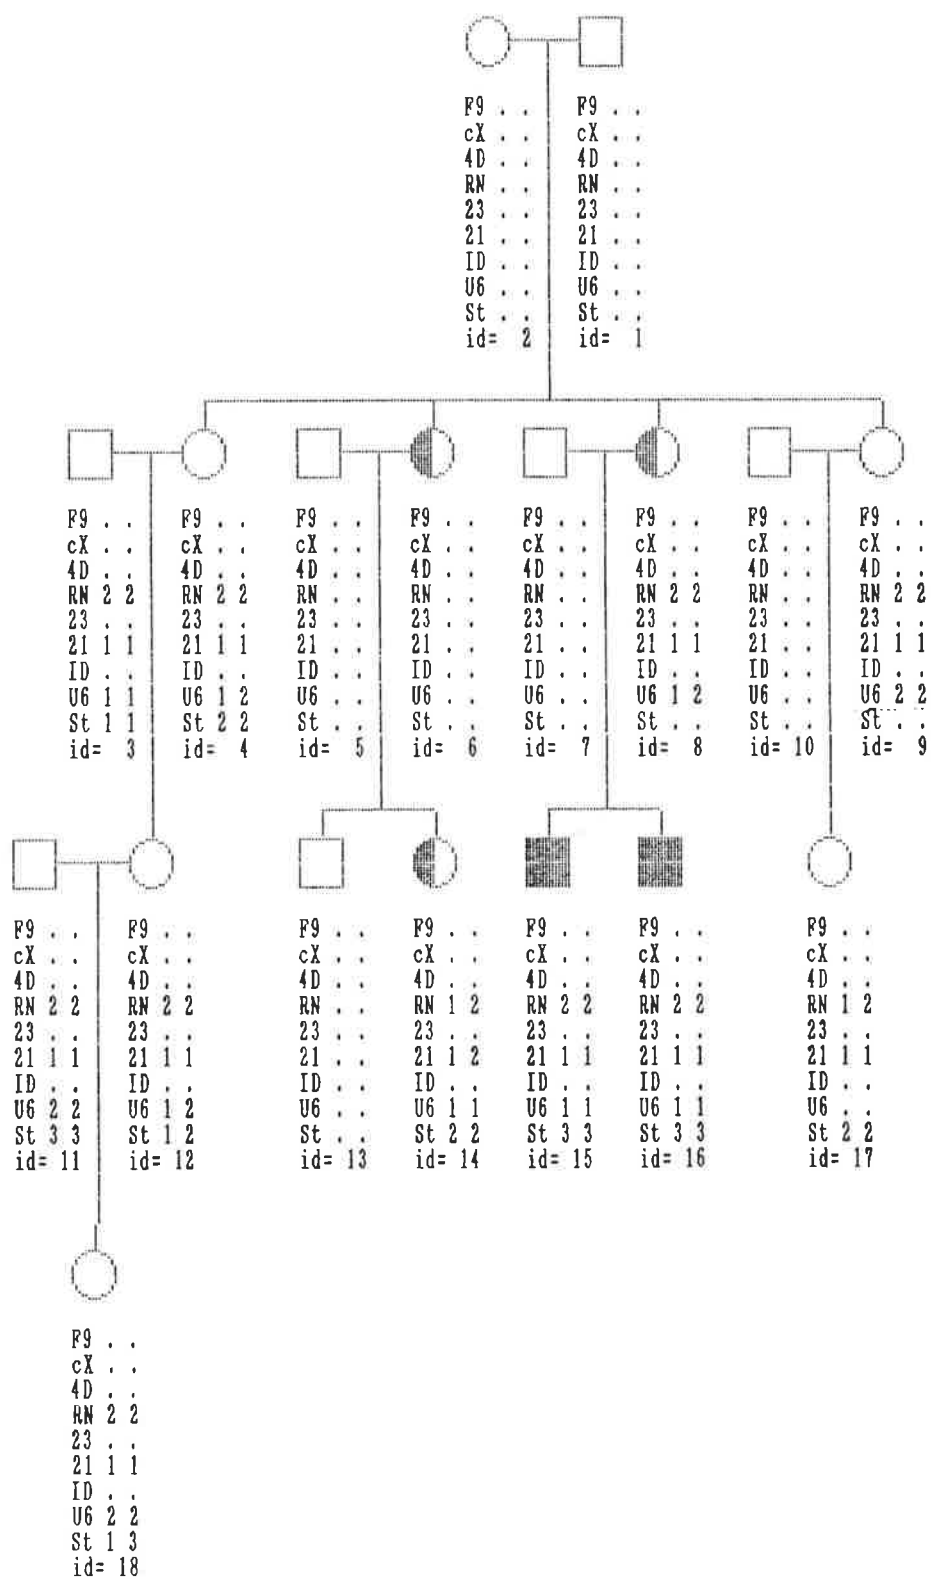 F9 . . F9 . .
cX . . cX . .
4D . . 4D . .
RN . . RN . .
23 . . 23 . .
21 . . 21 . .
ID . . ID . .
U6 . . U6 . .
St . . St . .
id= 2 id= 1
F9 . . F9 . . F9 . . F9 . . F9 . . F9 . . F9 . . F9 . .
cX . . cX . . cX . . cX . . cX . . cX . . cX . . cX . .
4D . . 4D . . 4D . . 4D . . 4D . . 4D . . 4D . . 4D . .
RN 2 2 RN 2 2 RN . . RN . . RN . . RN 2 2 RN . . RN 2 2
23 . . 23 . . 23 . . 23 . . 23 . . 23 . . 23 . . 23 . .
21 1 1 21 1 1 21 . . 21 . . 21 . . 21 1 1 21 . . 21 1 1
ID . . ID . . ID . . ID . . ID . . ID . . ID . . ID . .
U6 1 1 U6 1 2 U6 . . U6 . . U6 . . U6 1 2 U6 . . U6 2 2
St 1 1 St 2 2 St . . St . . St . . St . . St . . St . .
id= 3 id= 4 id= 5 id= 6 id= 7 id= 8 id= 10 id= 9
F9 . . F9 . . F9 . . F9 . . F9 . . F9 . . F9 . .
cX . . cX . . cX . . cX . . cX . . cX . . cX . .
4D . . 4D . . 4D . . 4D . . 4D . . 4D . . 4D . .
RN 2 2 RN 2 2 RN . . RN 1 2 RN 2 2 RN 2 2 RN 1 2
23 . . 23 . . 23 . . 23 . . 23 . . 23 . . 23 . .
21 1 1 21 1 1 21 . . 21 1 2 21 1 1 21 1 1 21 1 1
ID . . ID . . ID . . ID . . ID . . ID . . ID . .
U6 2 2 U6 1 2 U6 . . U6 1 1 U6 1 1 U6 1 1 U6 . .
St 3 3 St 1 2 St . . St 2 2 St 3 3 St 3 3 St 2 2
id= 11 id= 12 id= 13 id= 14 id= 15 id= 16 id= 17
F9 . .
cX . .
4D . .
RN 2 2
23 . .
21 1 1
ID . .
U6 2 2
St 1 3
id= 18